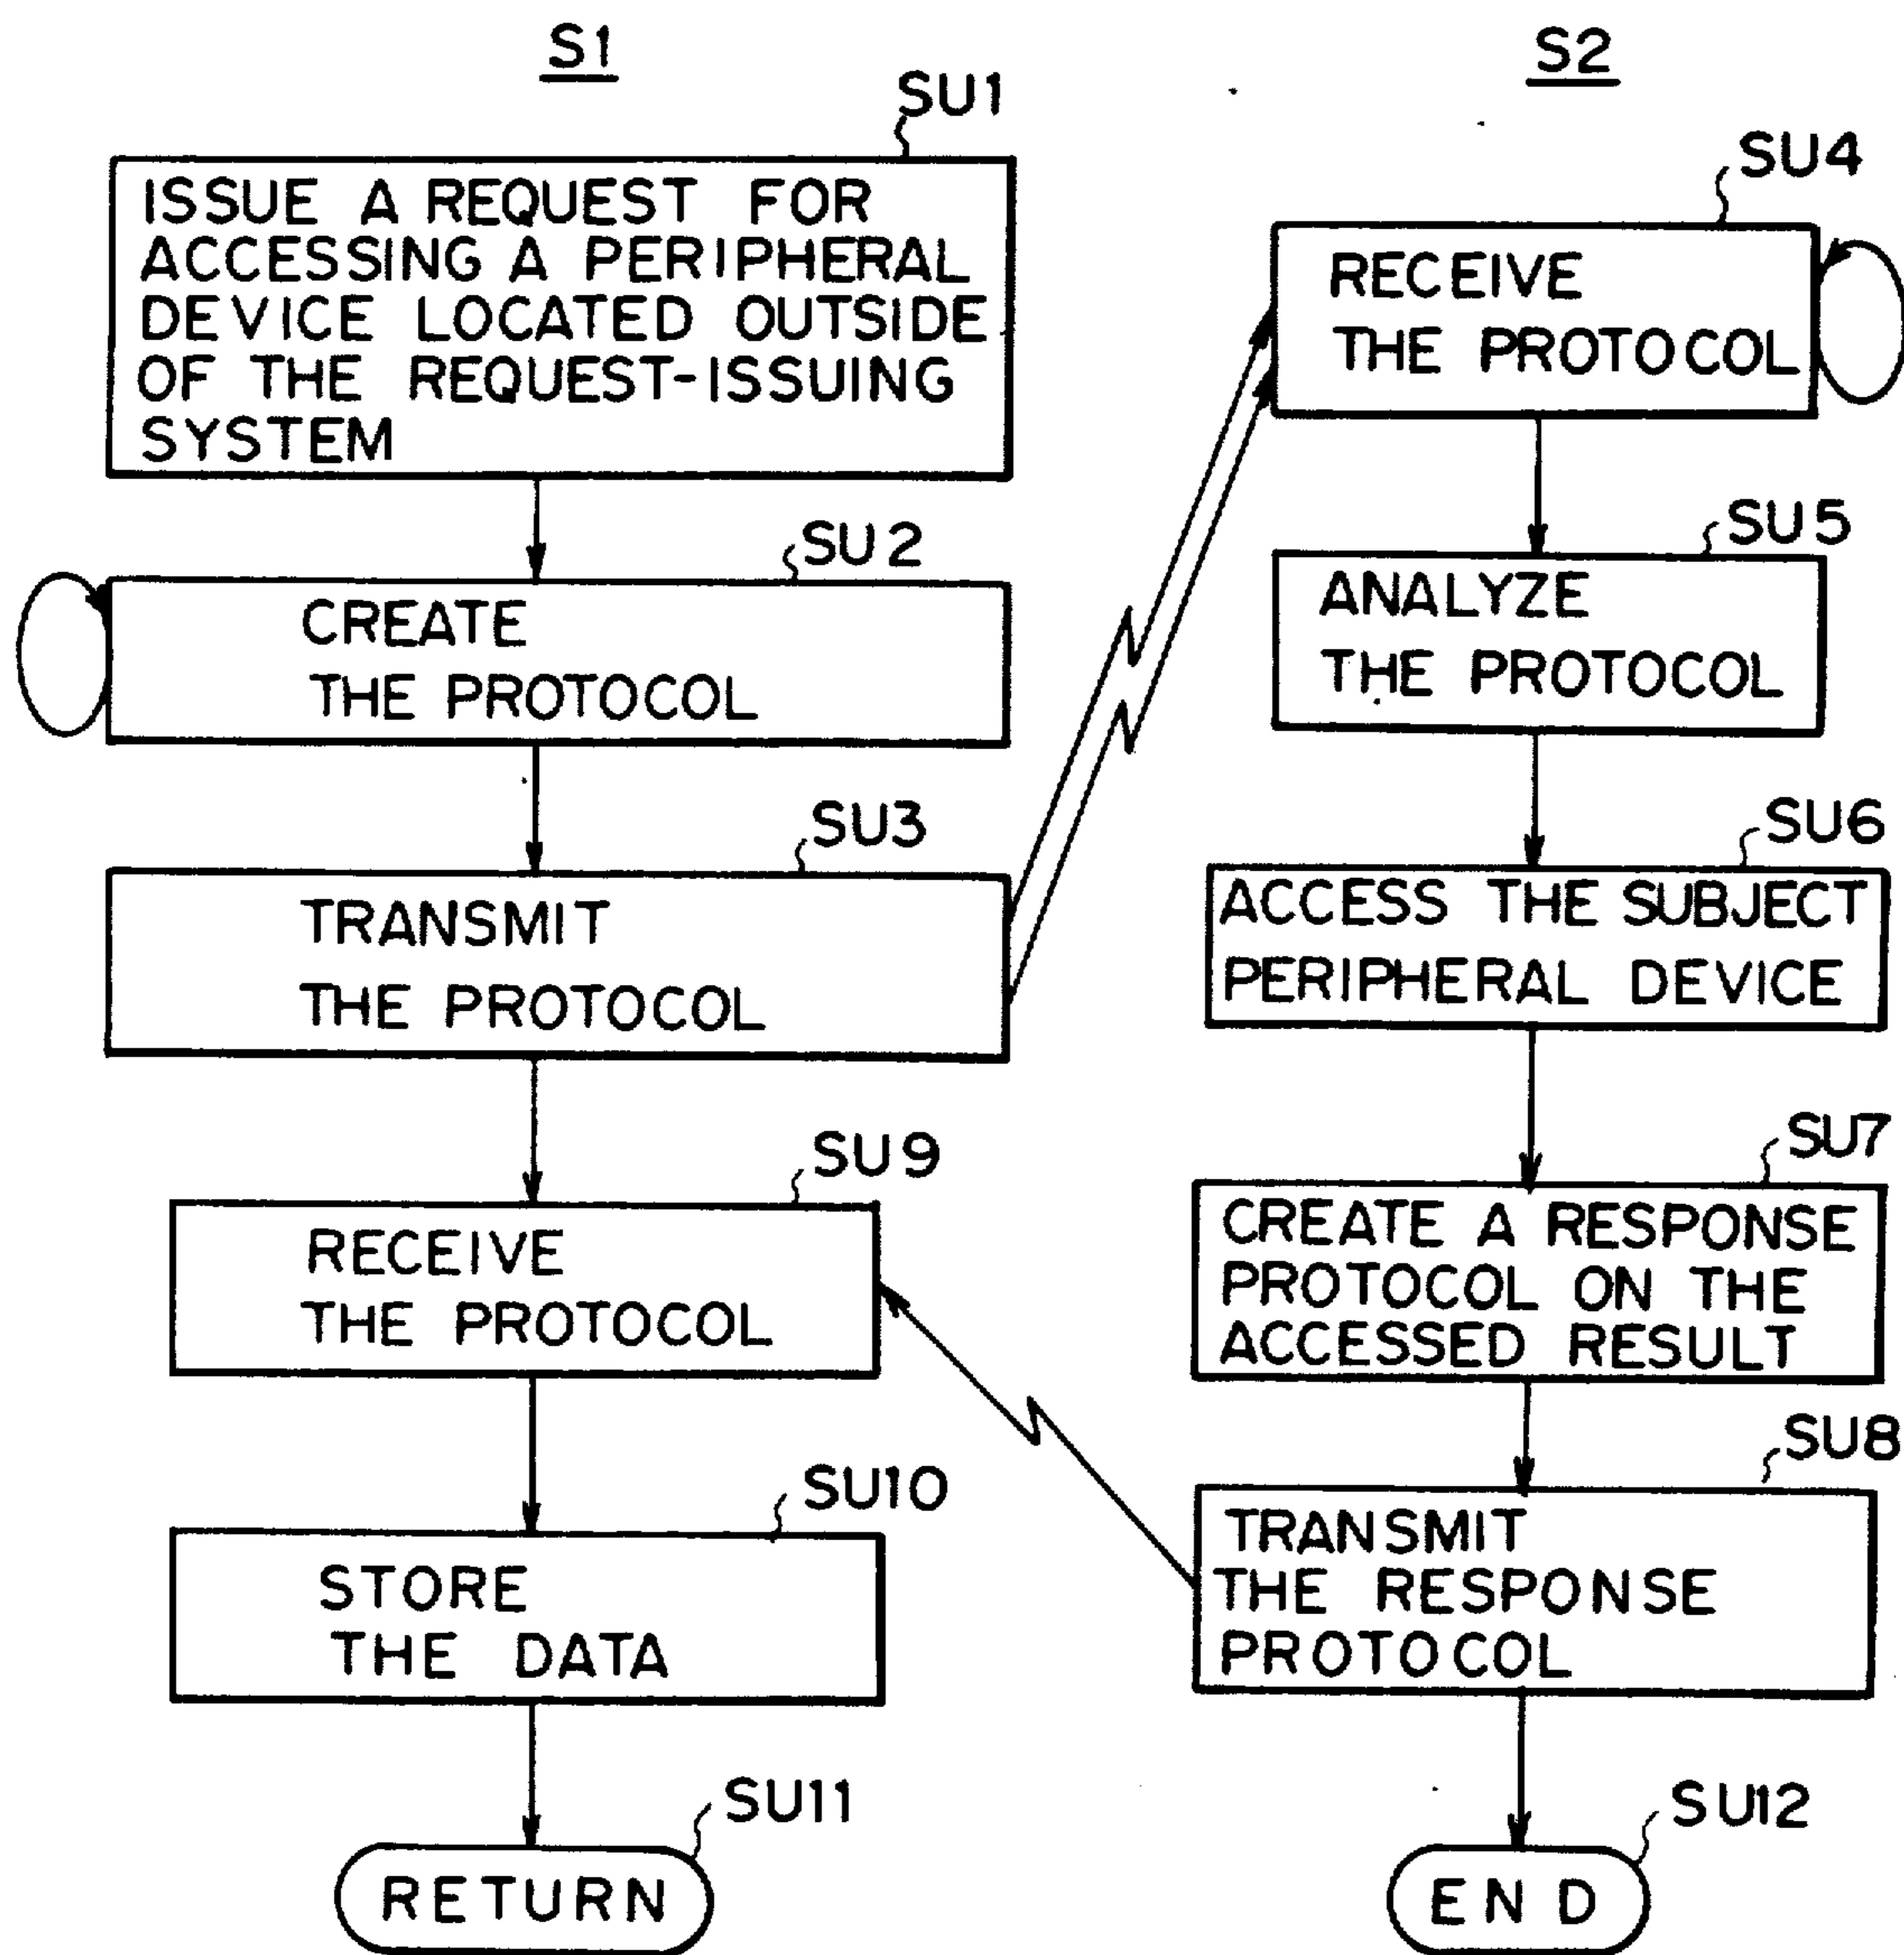 S1
SU1
ISSUE A REQUEST FOR
ACCESSING A PERIPHERAL
DEVICE LOCATED OUTSIDE
OF THE REQUEST-ISSUING
SYSTEM
SU2
CREATE
THE PROTOCOL
SU3
TRANSMIT
THE PROTOCOL
SU9
RECEIVE
THE PROTOCOL
SU10
STORE
THE DATA
SU11
RETURN
S2
SU4
RECEIVE
THE PROTOCOL
SU5
ANALYZE
THE PROTOCOL
SU6
ACCESS THE SUBJECT
PERIPHERAL DEVICE
SU7
CREATE A RESPONSE
PROTOCOL ON THE
ACCESSED RESULT
SU8
TRANSMIT
THE RESPONSE
PROTOCOL
SU12
END